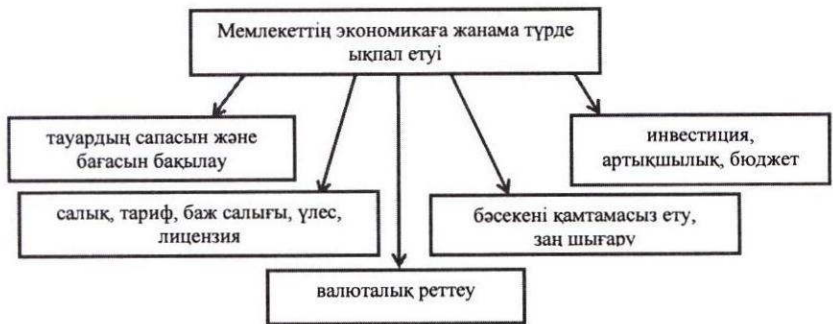 Мемлекеттің экономикаға жанама түрде
ықпал етуі
тауардың сапасын және
бағасын бақылау
инвестиция,
артықшылық, бюджет
салық, тариф, баж салығы, үлес,
лицензия
бәсекені қамтамасыз ету,
заң шығару
валюталық реттеу